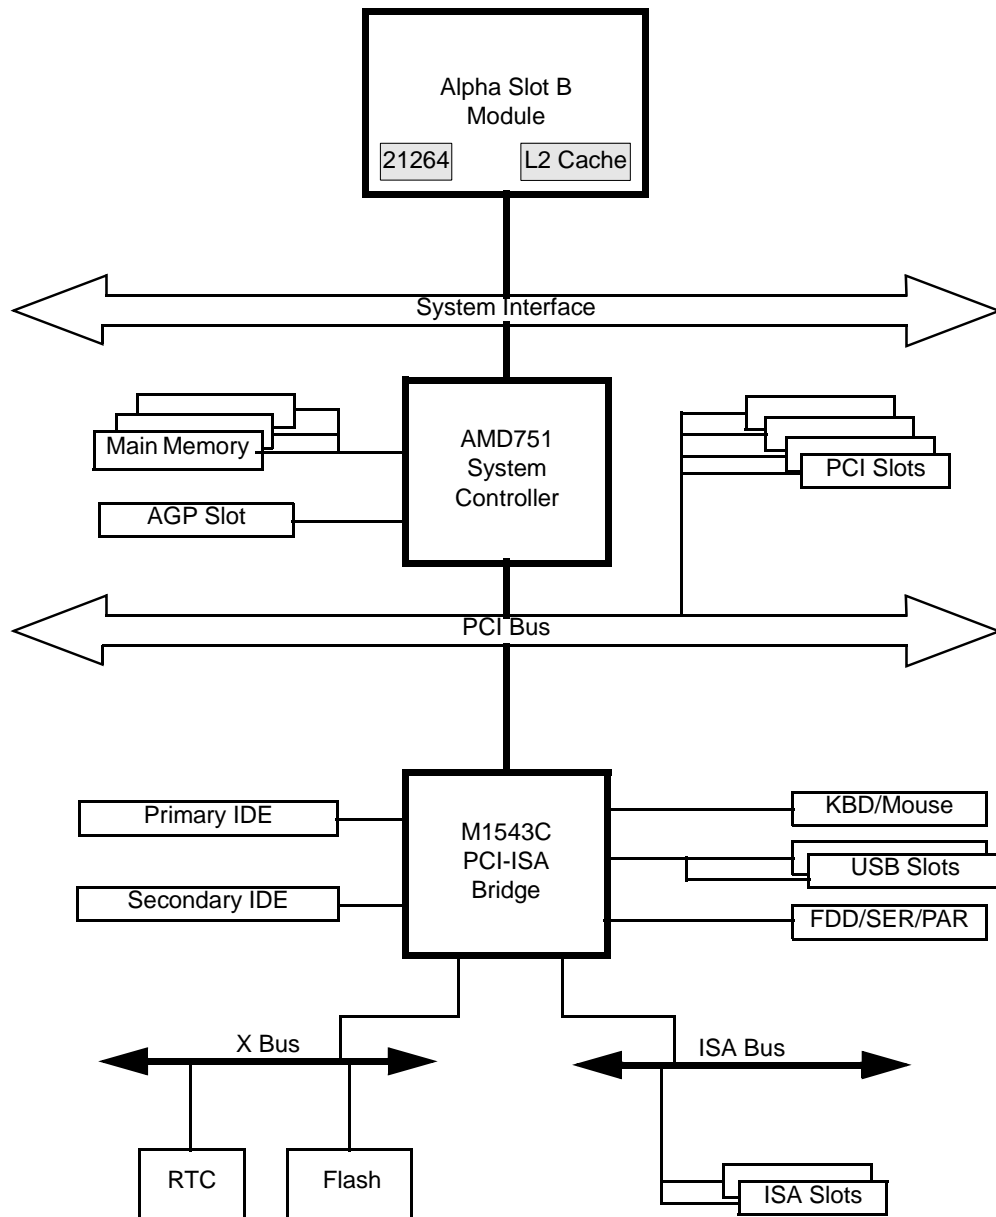 Alpha Slot B
Module
21264
L2 Cache
System Interface
Main Memory
AGP Slot
AMD751
System
Controller
PCI Slots
PCI Bus
Primary IDE
Secondary IDE
M1543C
PCI-ISA
Bridge
KBD/Mouse
USB Slots
FDD/SER/PAR
X Bus
ISA Bus
RTC
Flash
ISA Slots